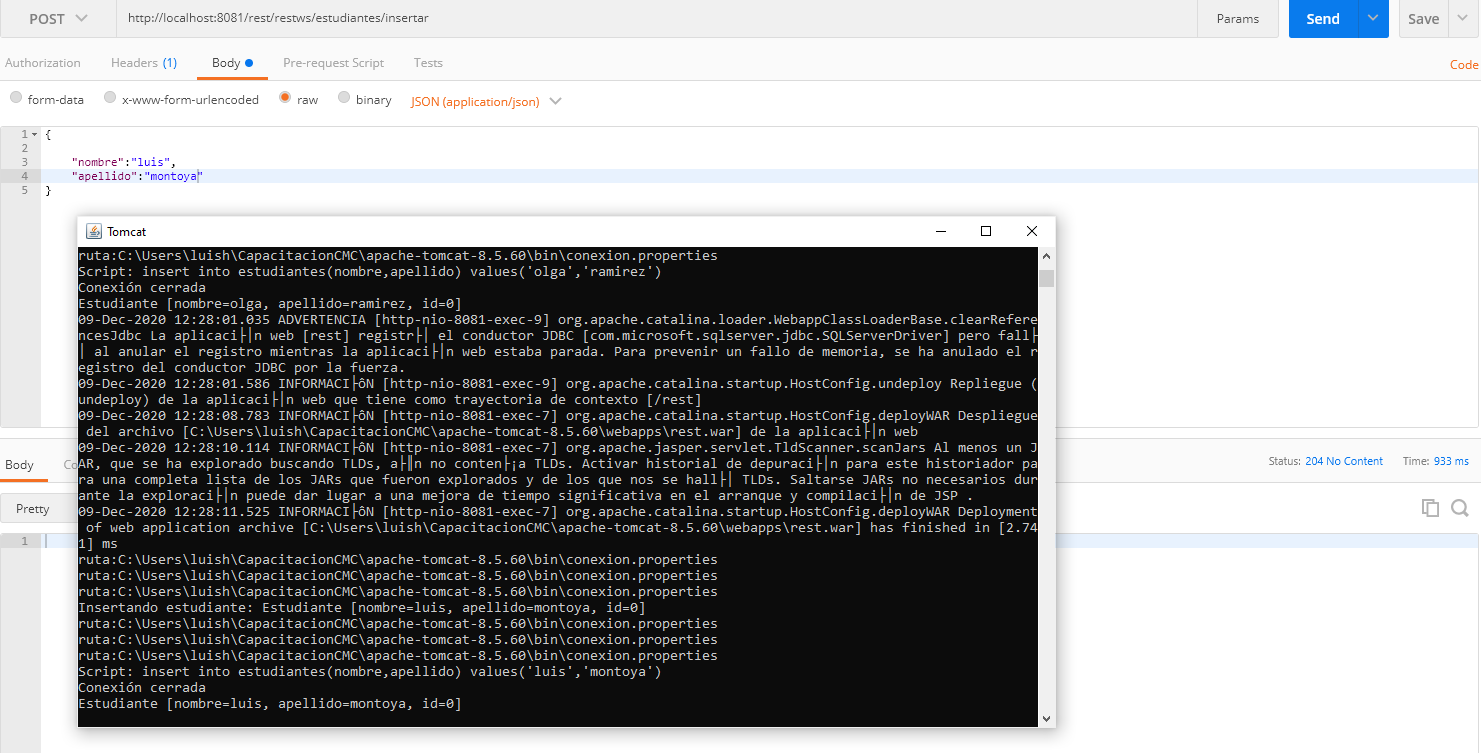 POST http://localhost:8081/rest/restws/estudiantes/insertar Params Send Save
Authorization Headers (1) Body Pre-request Script Tests Code
form-data x-www-form-urlencoded raw binary JSON (application/json)
1 {
2
3 "nombre":"luis",
4 "apellido":"montoya"
5 }
Tomcat
ruta:C:\Users\luish\CapacitacionCMC\apache-tomcat-8.5.60\bin\conexion.properties
Script: insert into estudiantes(nombre,apellido) values('olga','ramirez')
Conexión cerrada
Estudiante [nombre=olga, apellido=ramirez, id=0]
09-Dec-2020 12:28:01.035 ADVERTENCIA [http-nio-8081-exec-9] org.apache.catalina.loader.WebappClassLoaderBase.clearRefere
ncesJdbc La aplicaci├│n web [rest] registr├│ el conductor JDBC [com.microsoft.sqlserver.jdbc.SQLServerDriver] pero fall├
│ al anular el registro mientras la aplicaci├│n web estaba parada. Para prevenir un fallo de memoria, se ha anulado el r
egistro del conductor JDBC por la fuerza.
09-Dec-2020 12:28:01.586 INFORMACI├ôN [http-nio-8081-exec-9] org.apache.catalina.startup.HostConfig.undeploy Repliegue (
undeploy) de la aplicaci├│n web que tiene como trayectoria de contexto [/rest]
09-Dec-2020 12:28:08.783 INFORMACI├ôN [http-nio-8081-exec-7] org.apache.catalina.startup.HostConfig.deployWAR Despliegue
del archivo [C:\Users\luish\CapacitacionCMC\apache-tomcat-8.5.60\webapps\rest.war] de la aplicaci├│n web
09-Dec-2020 12:28:10.114 INFORMACI├ôN [http-nio-8081-exec-7] org.apache.jasper.servlet.TldScanner.scanJars Al menos un J
AR, que se ha explorado buscando TLDs, a├║n no conten├¡a TLDs. Activar historial de depuraci├│n para este historiador pa
ra una completa lista de los JARs que fueron explorados y de los que nos se hall├│ TLDs. Saltarse JARs no necesarios dur
ante la exploraci├│n puede dar lugar a una mejora de tiempo significativa en el arranque y compilaci├│n de JSP .
09-Dec-2020 12:28:11.525 INFORMACI├ôN [http-nio-8081-exec-7] org.apache.catalina.startup.HostConfig.deployWAR Deployment
of web application archive [C:\Users\luish\CapacitacionCMC\apache-tomcat-8.5.60\webapps\rest.war] has finished in [2.74
1] ms
ruta:C:\Users\luish\CapacitacionCMC\apache-tomcat-8.5.60\bin\conexion.properties
ruta:C:\Users\luish\CapacitacionCMC\apache-tomcat-8.5.60\bin\conexion.properties
ruta:C:\Users\luish\CapacitacionCMC\apache-tomcat-8.5.60\bin\conexion.properties
Insertando estudiante: Estudiante [nombre=luis, apellido=montoya, id=0]
ruta:C:\Users\luish\CapacitacionCMC\apache-tomcat-8.5.60\bin\conexion.properties
ruta:C:\Users\luish\CapacitacionCMC\apache-tomcat-8.5.60\bin\conexion.properties
ruta:C:\Users\luish\CapacitacionCMC\apache-tomcat-8.5.60\bin\conexion.properties
Script: insert into estudiantes(nombre,apellido) values('luis','montoya')
Conexión cerrada
Estudiante [nombre=luis, apellido=montoya, id=0]
Body Status: 204 No Content Time: 933 ms
Pretty
1